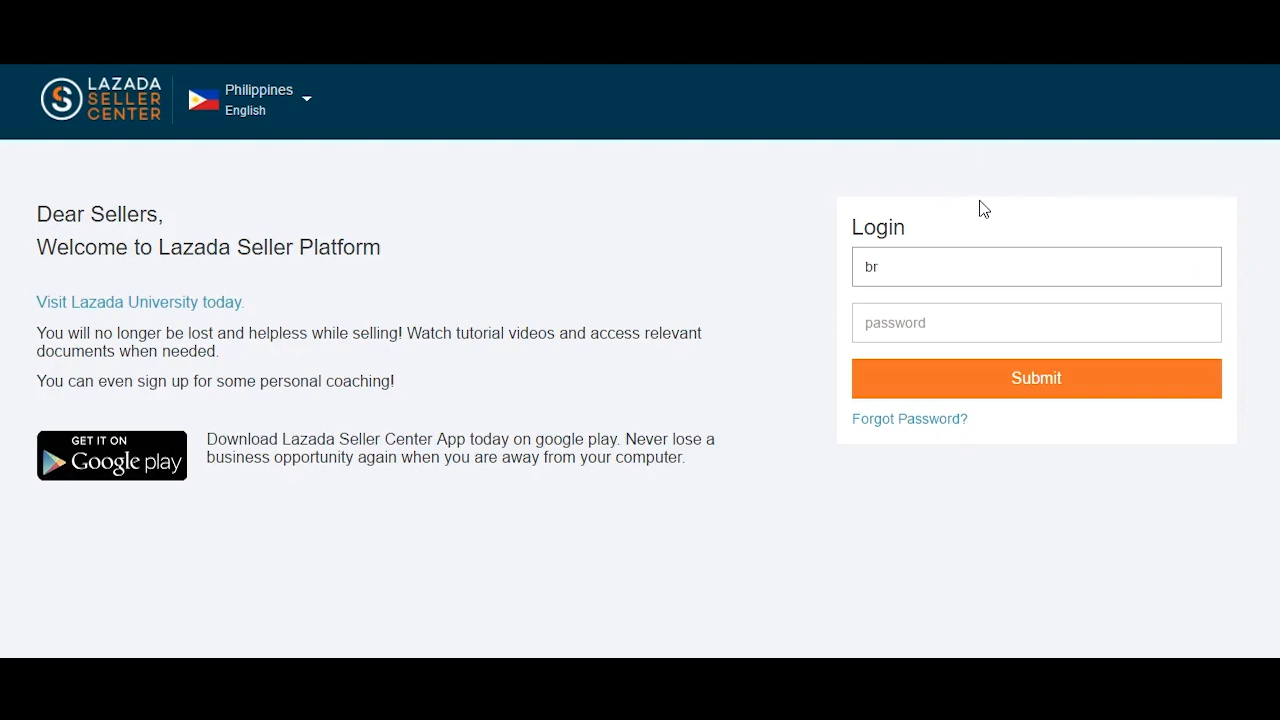 LAZADA
SELLER
CENTER
Philippines
English
Dear Sellers,
Welcome to Lazada Seller Platform
Visit Lazada University today.
You will no longer be lost and helpless while selling! Watch tutorial videos and access relevant
documents when needed.
You can even sign up for some personal coaching!
GET IT ON
Google play
Download Lazada Seller Center App today on google play. Never lose a
business opportunity again when you are away from your computer.
Login
br
password
Submit
Forgot Password?